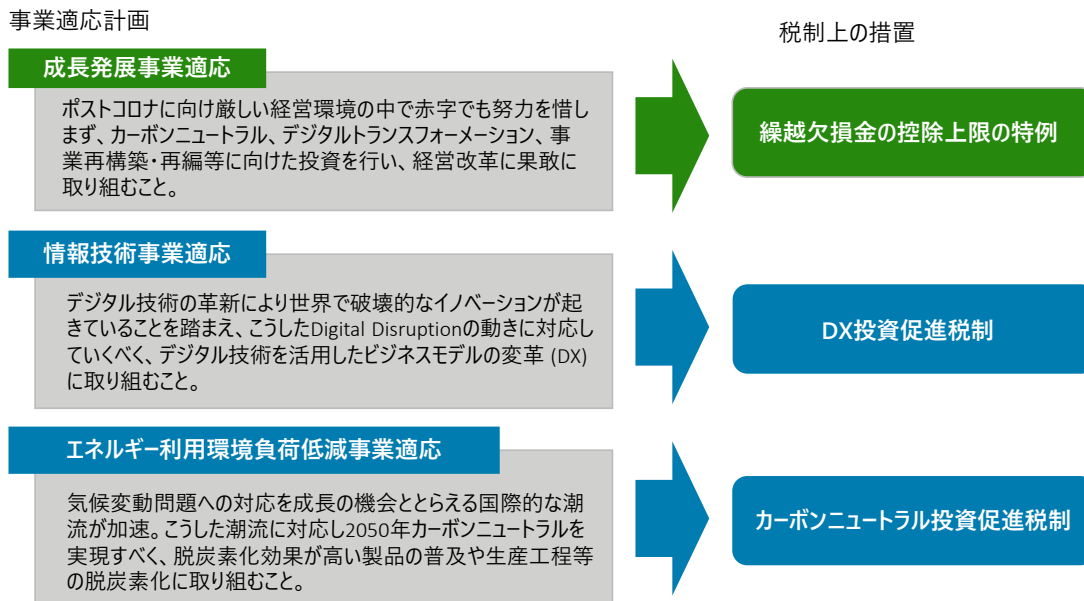 事業適応計画
税制上の措置
成長発展事業適応
ポストコロナに向け厳しい経営環境の中で赤字でも努力を惜し
まず、カーボンニュートラル、デジタルトランスフォーメーション、事
業再構築・再編等に向けた投資を行い、経営改革に果敢に
取り組むこと。
繰越欠損金の控除上限の特例
情報技術事業適応
デジタル技術の革新により世界で破壊的なイノベーションが起
きていることを踏まえ、こうしたDigital Disruptionの動きに対応し
ていくべく、デジタル技術を活用したビジネスモデルの変革 (DX)
に取り組むこと。
DX投資促進税制
エネルギー利用環境負荷低減事業適応
気候変動問題への対応を成長の機会ととらえる国際的な潮
流が加速。こうした潮流に対応し2050年カーボンニュートラルを
実現すべく、脱炭素化効果が高い製品の普及や生産工程等
の脱炭素化に取り組むこと。
カーボンニュートラル投資促進税制